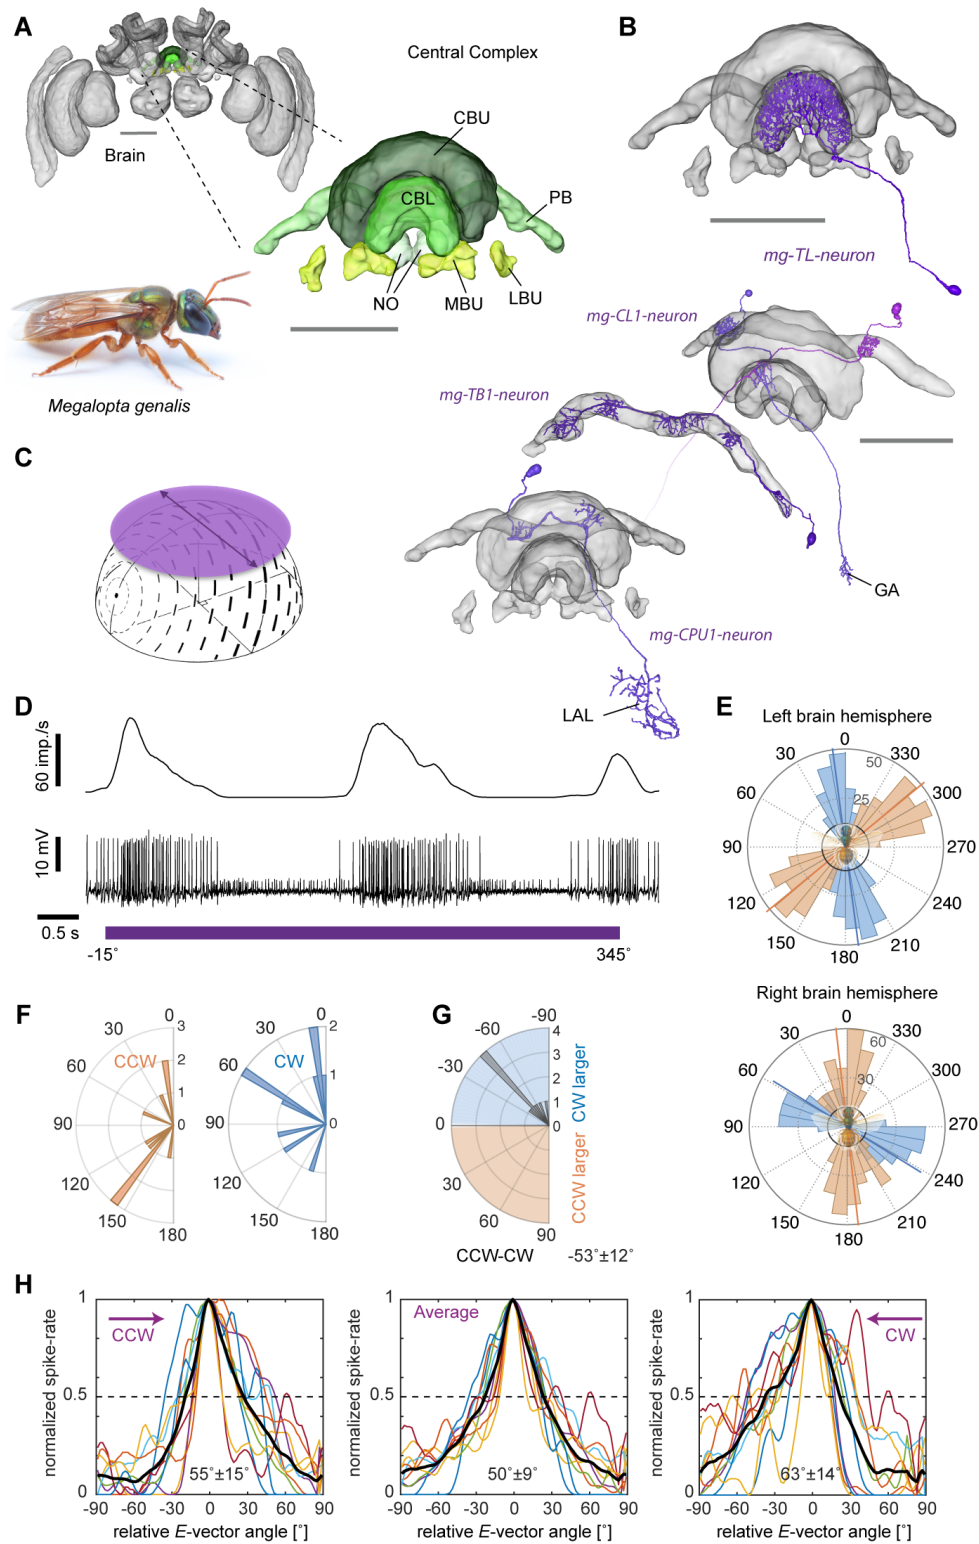 A
Brain
Central Complex
CBU
CBL
PB
NO
MBU
LBU
Megalopta genalis
B
mg-TL-neuron
mg-CL1-neuron
mg-TB1-neuron
GA
mg-CPU1-neuron
LAL
C
D
60 imp./s
10 mV
0.5 s
-15°
345°
E
Left brain hemisphere
0
30
330
50
60
300
25
90
270
120
240
150
210
180
Right brain hemisphere
0
30
330
60
60
300
30
90
270
120
240
150
210
180
F
0
3
30
2
CCW
60
1
90
0
120
150
180
0
2
30
CW
60
1
90
0
120
150
180
G
-90
4
-60
3
-30
2
1
0
0
30
60
90
CW larger
CCW larger
CCW-CW
-53°±12°
H
normalized spike-rate
1
0.5
0
CCW
55°±15°
-90 -60 -30 0 30 60 90
relative E-vector angle [°]
normalized spike-rate
1
0.5
0
Average
50°±9°
-90 -60 -30 0 30 60 90
relative E-vector angle [°]
normalized spike-rate
1
0.5
0
CW
63°±14°
-90 -60 -30 0 30 60 90
relative E-vector angle [°]